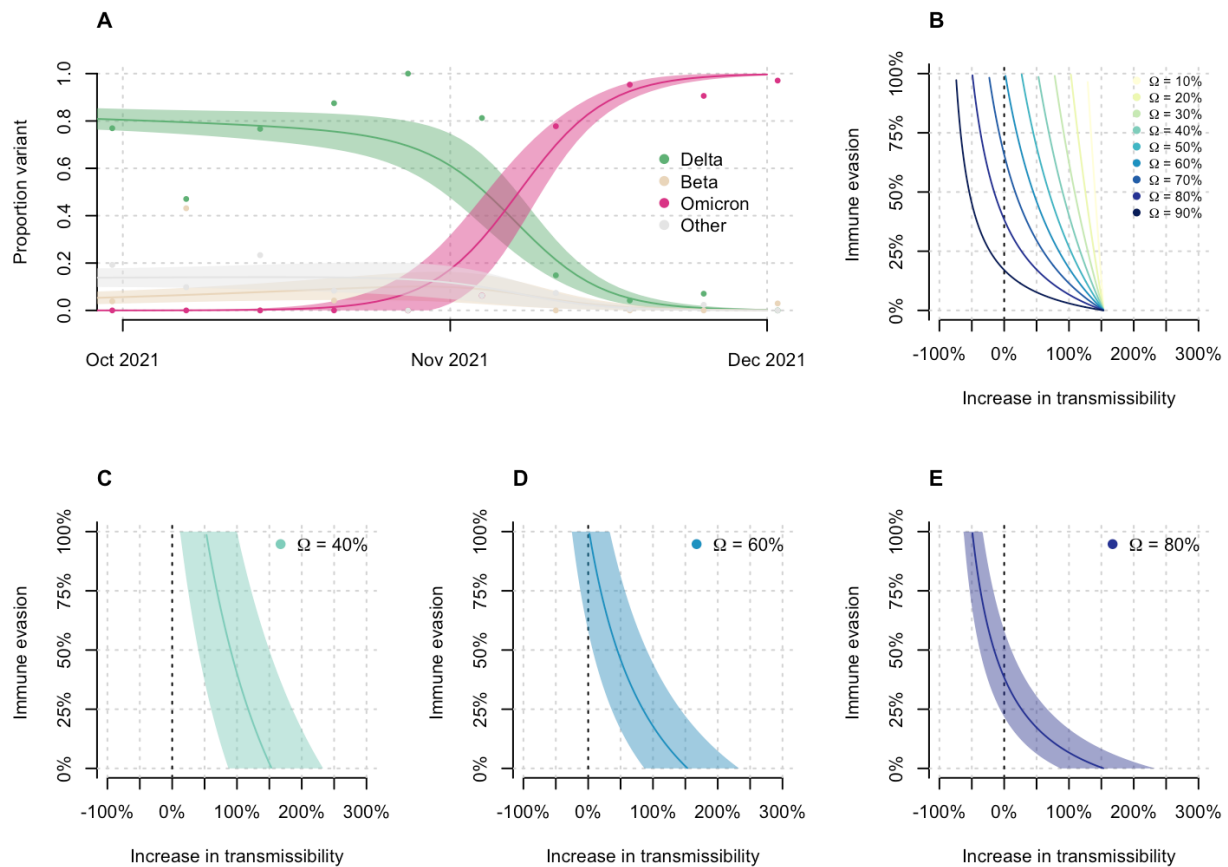 A
Proportion variant
1.0
0.8
0.6
0.4
0.2
0.0
Delta
Beta
Omicron
Other
Oct 2021
Nov 2021
Dec 2021
B
Immune evasion
100%
75%
50%
25%
0%
Ω = 10%
Ω = 20%
Ω = 30%
Ω = 40%
Ω = 50%
Ω = 60%
Ω = 70%
Ω = 80%
Ω = 90%
-100% 0% 100% 200% 300%
Increase in transmissibility
C
Immune evasion
100%
75%
50%
25%
0%
Ω = 40%
-100% 0% 100% 200% 300%
Increase in transmissibility
D
Immune evasion
100%
75%
50%
25%
0%
Ω = 60%
-100% 0% 100% 200% 300%
Increase in transmissibility
E
Immune evasion
100%
75%
50%
25%
0%
Ω = 80%
-100% 0% 100% 200% 300%
Increase in transmissibility